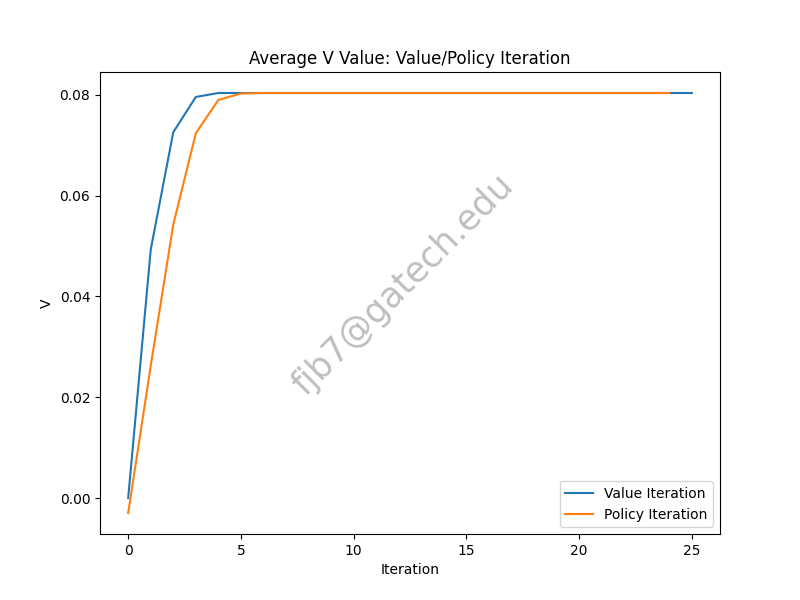 Average V Value: Value/Policy Iteration
0.08
0.06
0.04
0.02
0.00
V
fjb7@gatech.edu
Value Iteration
Policy Iteration
0 5 10 15 20 25
Iteration